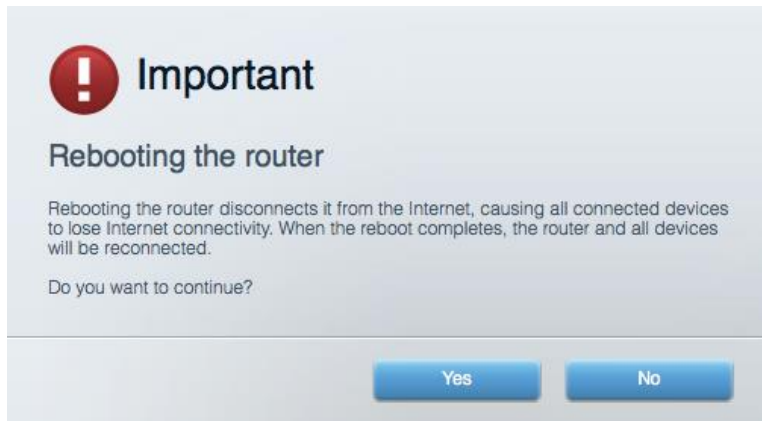 Important
Rebooting the router
Rebooting the router disconnects it from the Internet, causing all connected devices
to lose Internet connectivity. When the reboot completes, the router and all devices
will be reconnected.
Do you want to continue?
Yes
No